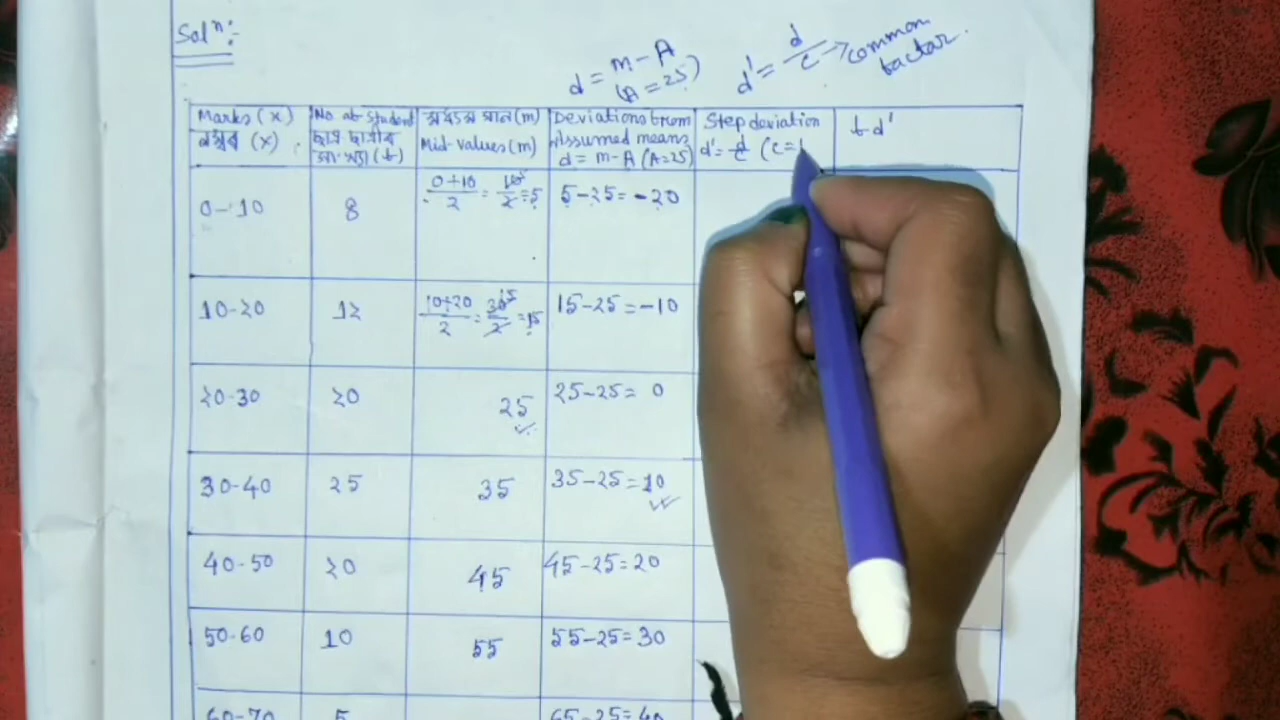 Solⁿ:-
d = m - A
(A = 25)
d' = d/c → common
factor.
Marks (x)
নম্বৰ (x)
No. of Student
ছাত্ৰ ছাত্ৰীৰ
সংখ্যা (f)
মান (m)
Mid-values (m)
Deviations from
Assumed means
d = m-A (A=25)
Step deviation
d' = d/c (c=1
fd'
0-10
8
0+10/2 = 10/2 = 5
5-25 = -20
10-20
12
10+20/2 = 30/2 = 15
15-25 = -10
20-30
20
25
25-25 = 0
30-40
25
35
35-25 = 10
40-50
20
45
45-25 = 20
50-60
10
55
55-25 = 30
60-70
5
65-25 = 40